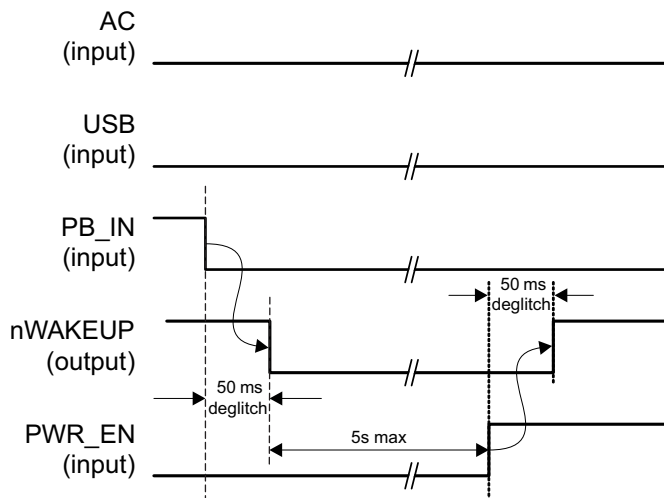 AC
(input)
USB
(input)
PB_IN
(input)
50 ms
deglitch
nWAKEUP
(output)
50 ms
deglitch
5s max
PWR_EN
(input)